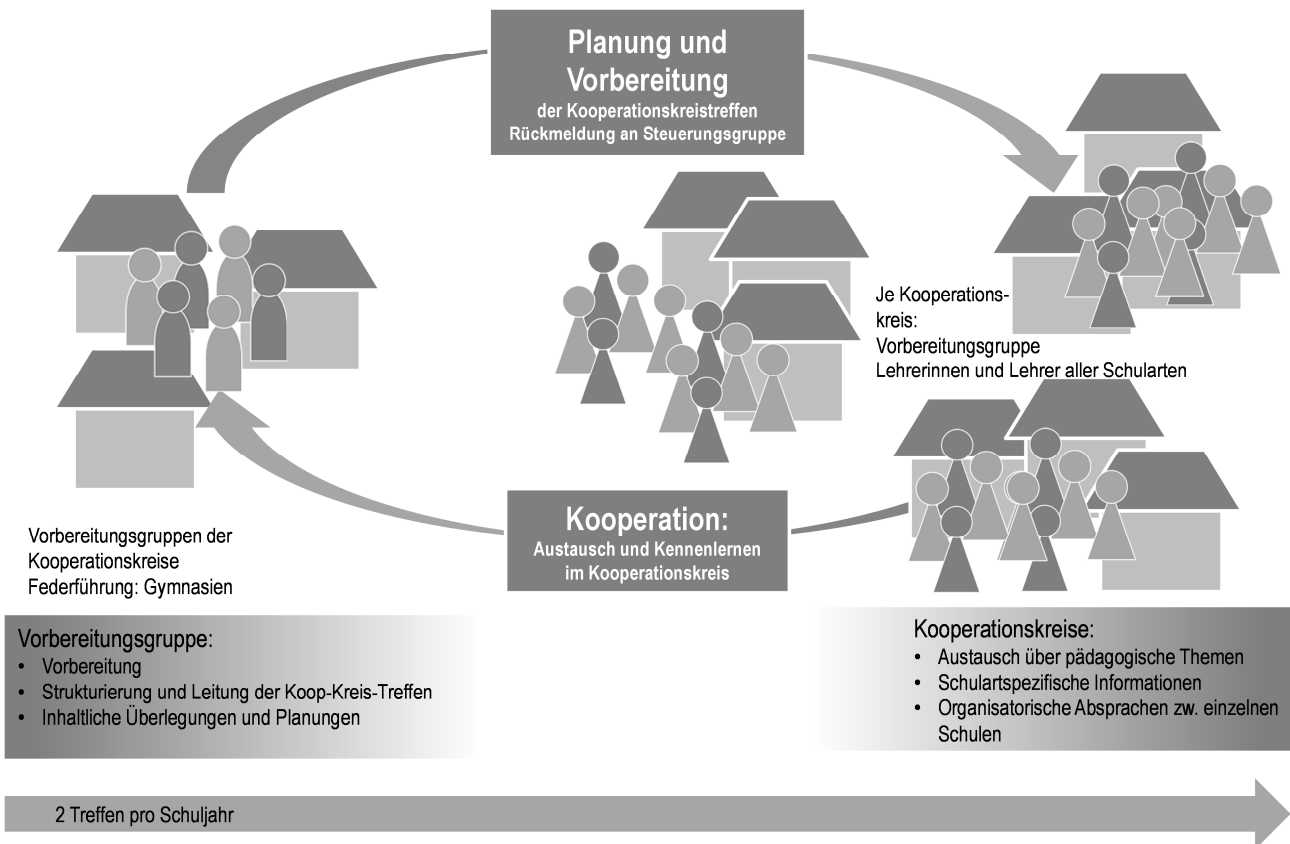 Planung und
Vorbereitung
der Kooperationskreistreffen
Rückmeldung an Steuerungsgruppe
Je Kooperations-
kreis:
Vorbereitungsgruppe
Lehrerinnen und Lehrer aller Schularten
Kooperation:
Austausch und Kennenlernen
im Kooperationskreis
Vorbereitungsgruppen der
Kooperationskreise
Federführung: Gymnasien
Vorbereitungsgruppe:
• Vorbereitung
• Strukturierung und Leitung der Koop-Kreis-Treffen
• Inhaltliche Überlegungen und Planungen
Kooperationskreise:
• Austausch über pädagogische Themen
• Schulartspezifische Informationen
• Organisatorische Absprachen zw. einzelnen
Schulen
2 Treffen pro Schuljahr